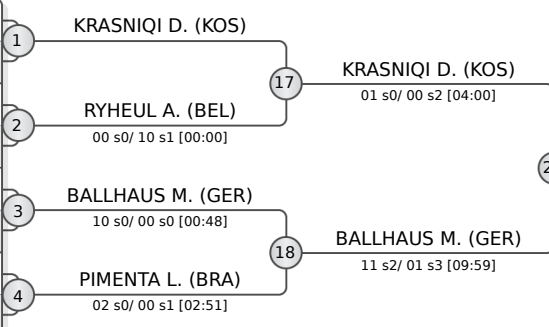 1
KRASNIQI D. (KOS)
17
KRASNIQI D. (KOS)
01 s0/ 00 s2 [04:00]
2
RYHEUL A. (BEL)
00 s0/ 10 s1 [00:00]
3
BALLHAUS M. (GER)
10 s0/ 00 s0 [00:48]
18
BALLHAUS M. (GER)
11 s2/ 01 s3 [09:59]
4
PIMENTA L. (BRA)
02 s0/ 00 s1 [02:51]